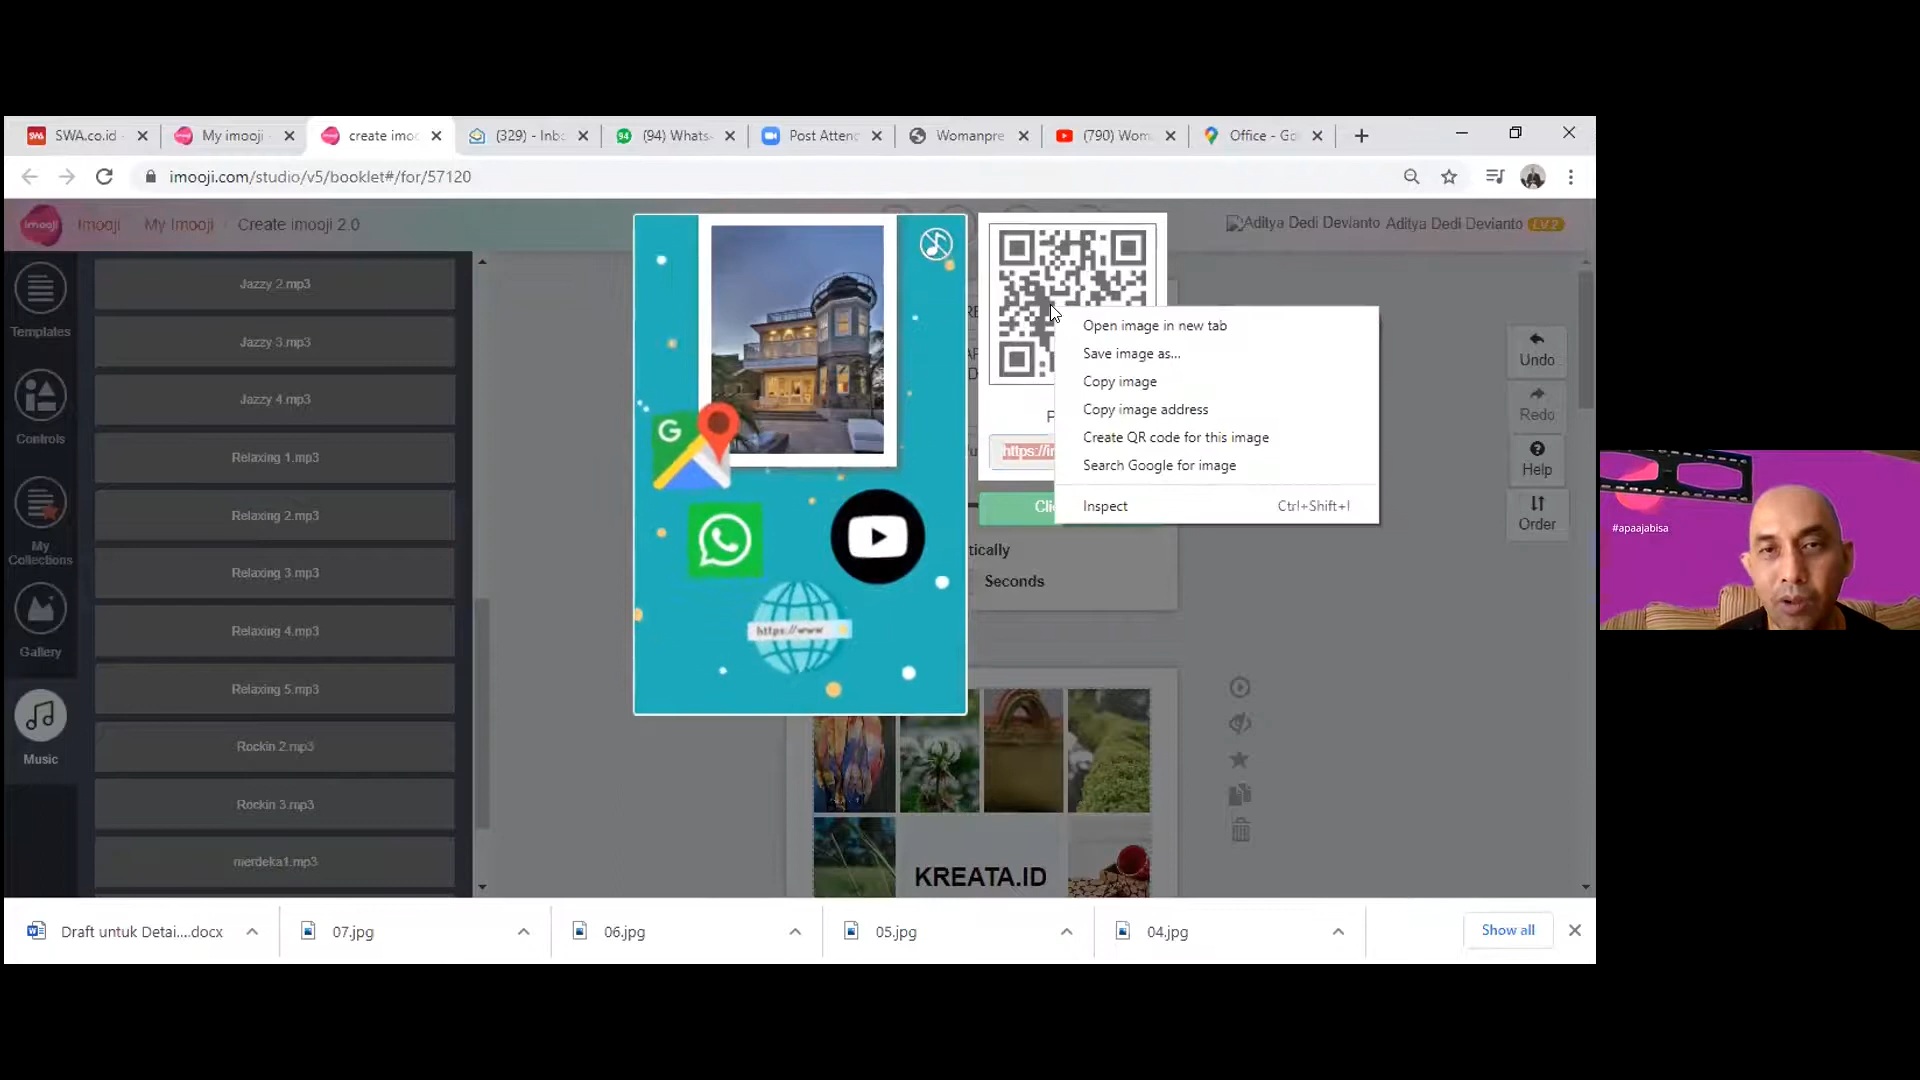 SWA.co.id
My imooji
create imoo
(329) - Inb
(94) Whats
Post Atten
Womanpre
(790) Wom
Office - Go
imooji.com/studio/v5/booklet#/for/57120
imooji
Imooji / My Imooji / Create imooji 2.0
Aditya Dedi Devianto Aditya Dedi Devianto LV.2
Templates
Controls
My
Collections
Gallery
Music
Jazzy 2.mp3
Jazzy 3.mp3
Jazzy 4.mp3
Relaxing 1.mp3
Relaxing 2.mp3
Relaxing 3.mp3
Relaxing 4.mp3
Relaxing 5.mp3
Rockin 2.mp3
Rockin 3.mp3
merdeka1.mp3
G
https://www
https://in
Open image in new tab
Save image as...
Copy image
Copy image address
Create QR code for this image
Search Google for image
Inspect Ctrl+Shift+I
tically
Seconds
KREATA.ID
Undo
Redo
Help
Order
#apaajabisa
Draft untuk Detai....docx
07.jpg
06.jpg
05.jpg
04.jpg
Show all